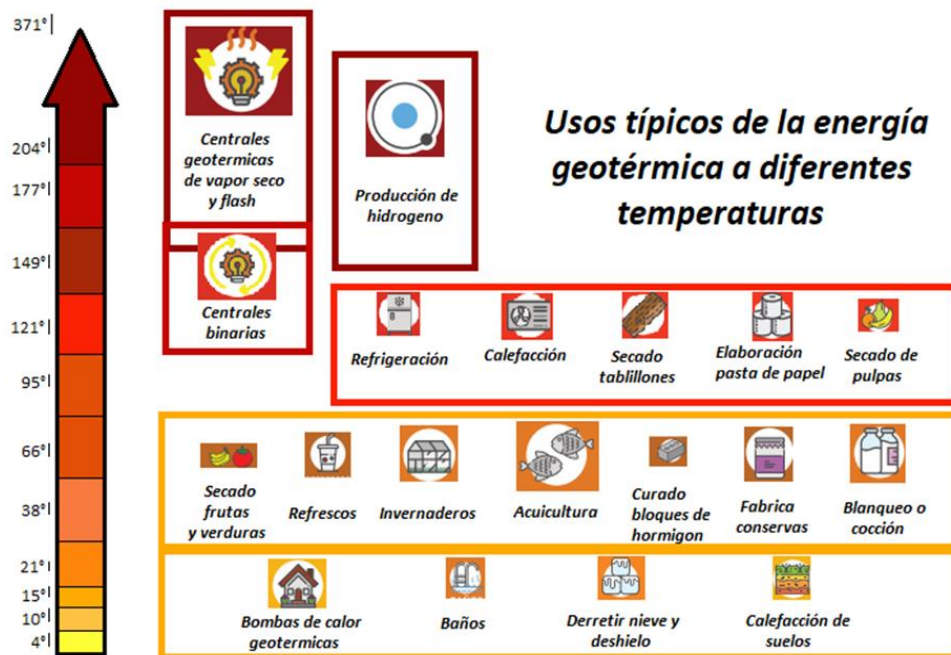 371°
204°
177°
149°
121°
95°
66°
38°
21°
15°
10°
4°
Centrales
geotermicas
de vapor seco
y flash
Producción de
hidrogeno
Usos típicos de la energía
geotérmica a diferentes
temperaturas
Centrales
binarias
Refrigeración
Calefacción
Secado
tablillones
Elaboración
pasta de papel
Secado de
pulpas
Secado
frutas
y verduras
Refrescos
Invernaderos
Acuicultura
Curado
bloques de
hormigon
Fabrica
conservas
Blanqueo o
cocción
Bombas de calor
geotermicas
Baños
Derretir nieve y
deshielo
Calefacción de
suelos